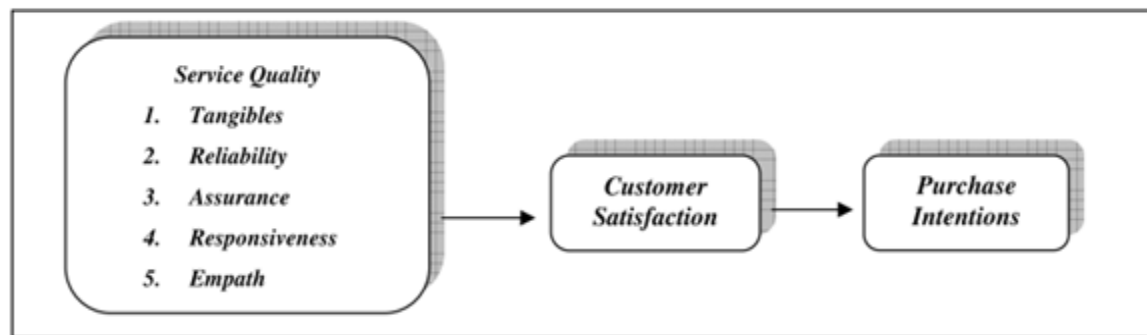 Service Quality
1. Tangibles
2. Reliability
3. Assurance
4. Responsiveness
5. Empath
Customer
Satisfaction
Purchase
Intentions